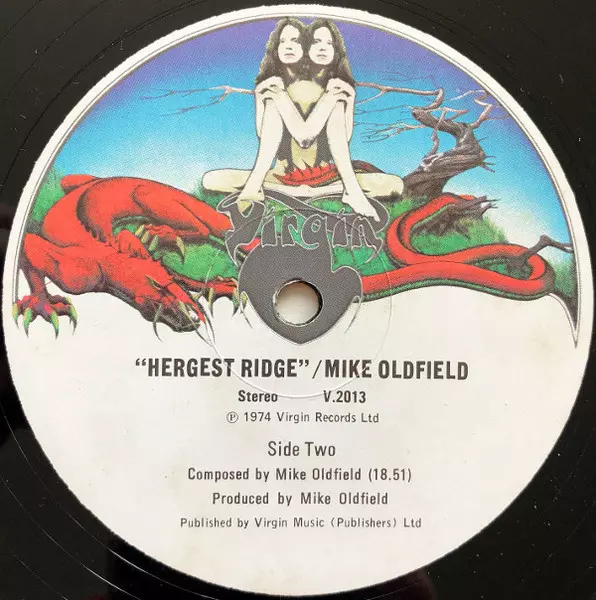 Virgin
"HERGEST RIDGE"/MIKE OLDFIELD
Stereo V.2013
℗ 1974 Virgin Records Ltd
Side Two
Composed by Mike Oldfield (18.51)
Produced by Mike Oldfield
Published by Virgin Music (Publishers) Ltd